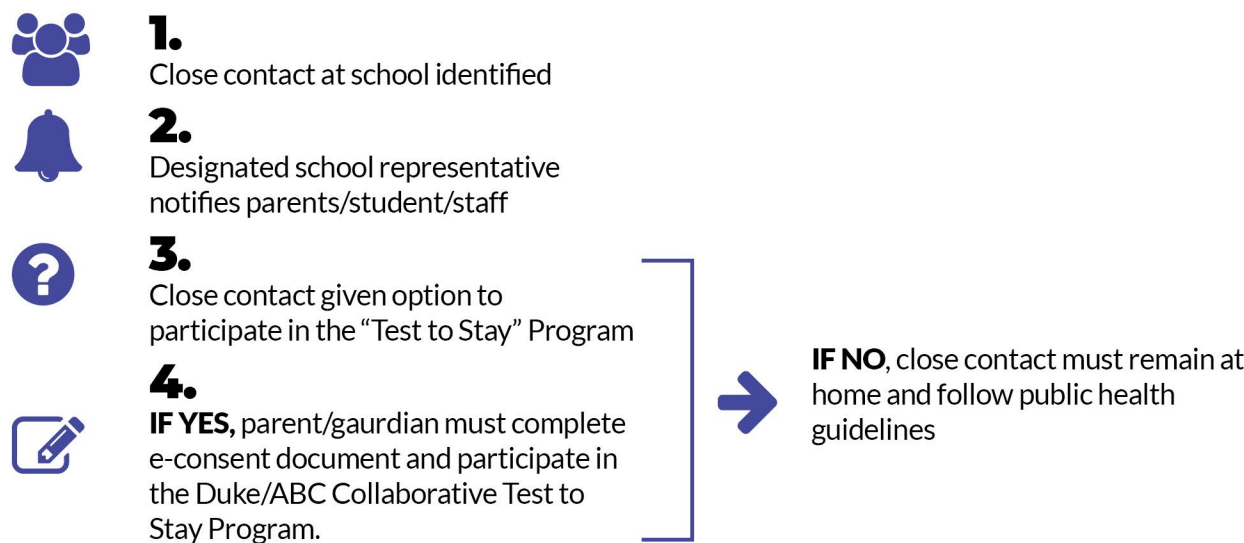 1.
Close contact at school identified
2.
Designated school representative
notifies parents/student/staff
3.
Close contact given option to
participate in the “Test to Stay” Program
4.
IF YES, parent/gaurdian must complete
e-consent document and participate in
the Duke/ABC Collaborative Test to
Stay Program.
IF NO, close contact must remain at
home and follow public health
guidelines